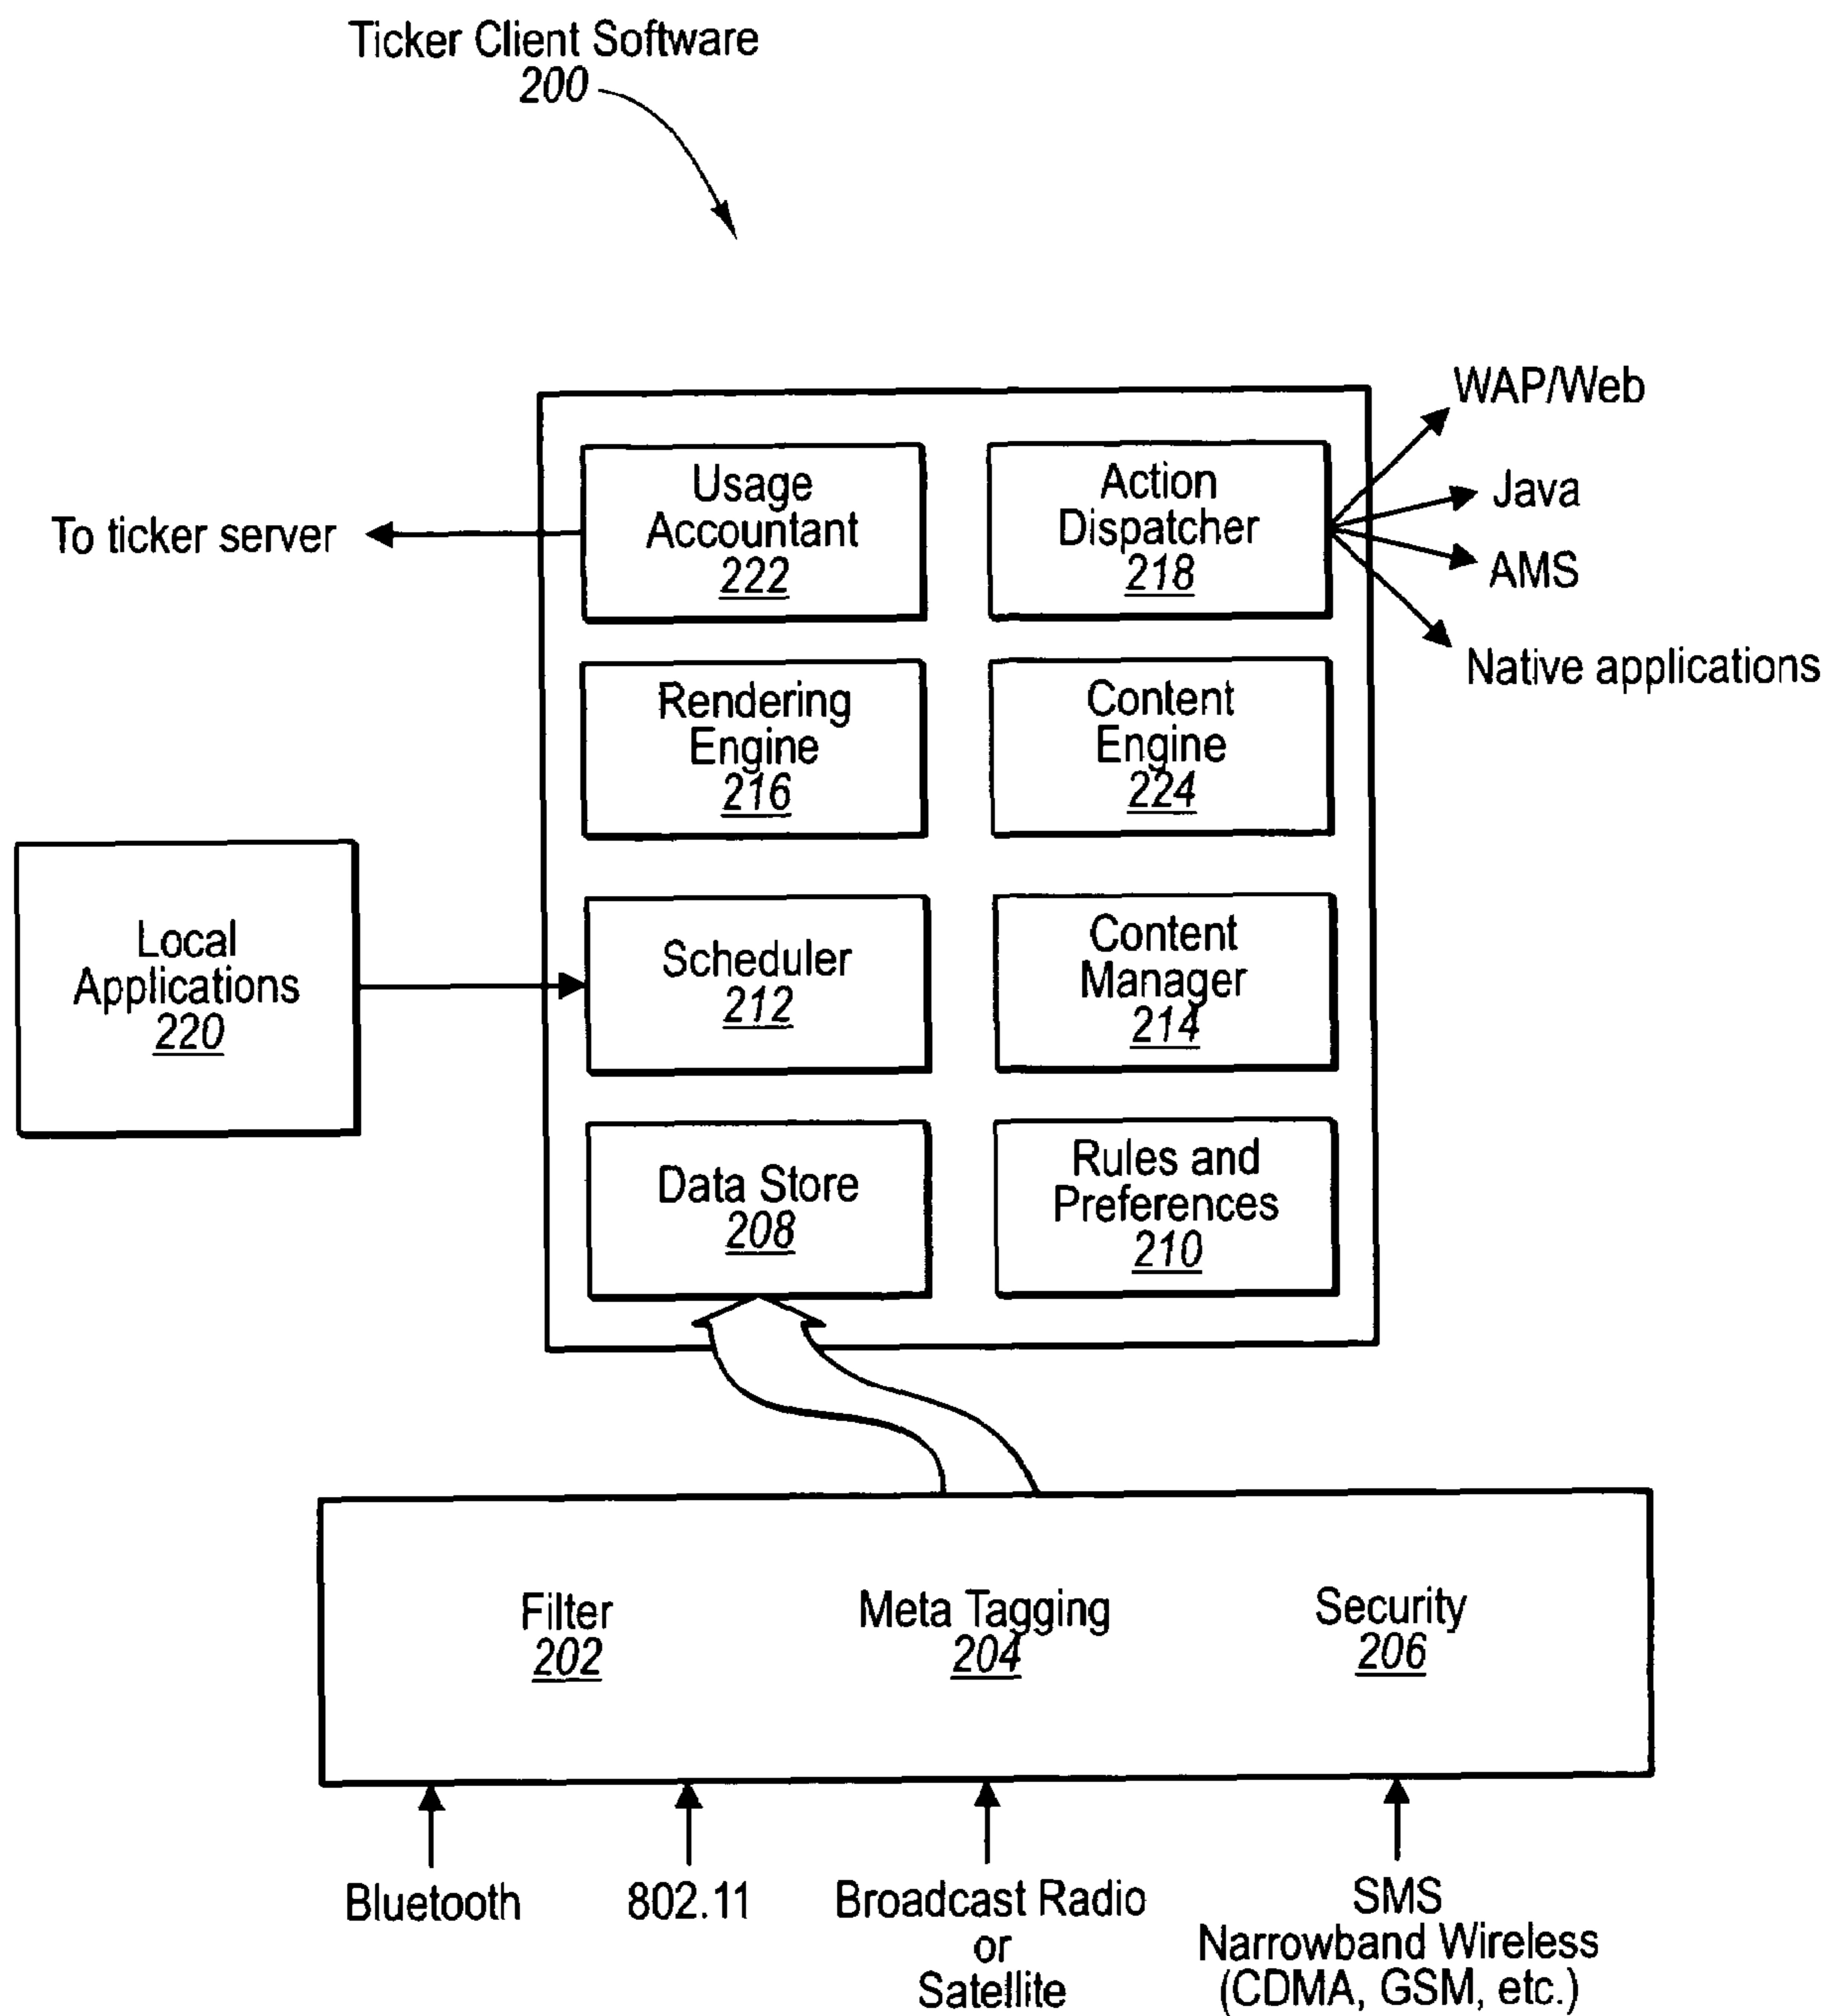 Ticker Client Software
200
WAP/Web
Java
AMS
Native applications
To ticker server
Usage
Accountant
222
Action
Dispatcher
218
Rendering
Engine
216
Content
Engine
224
Local
Applications
220
Scheduler
212
Content
Manager
214
Data Store
208
Rules and
Preferences
210
Filter
202
Meta Tagging
204
Security
206
Bluetooth
802.11
Broadcast Radio
or
Satellite
SMS
Narrowband Wireless
(CDMA, GSM, etc.)